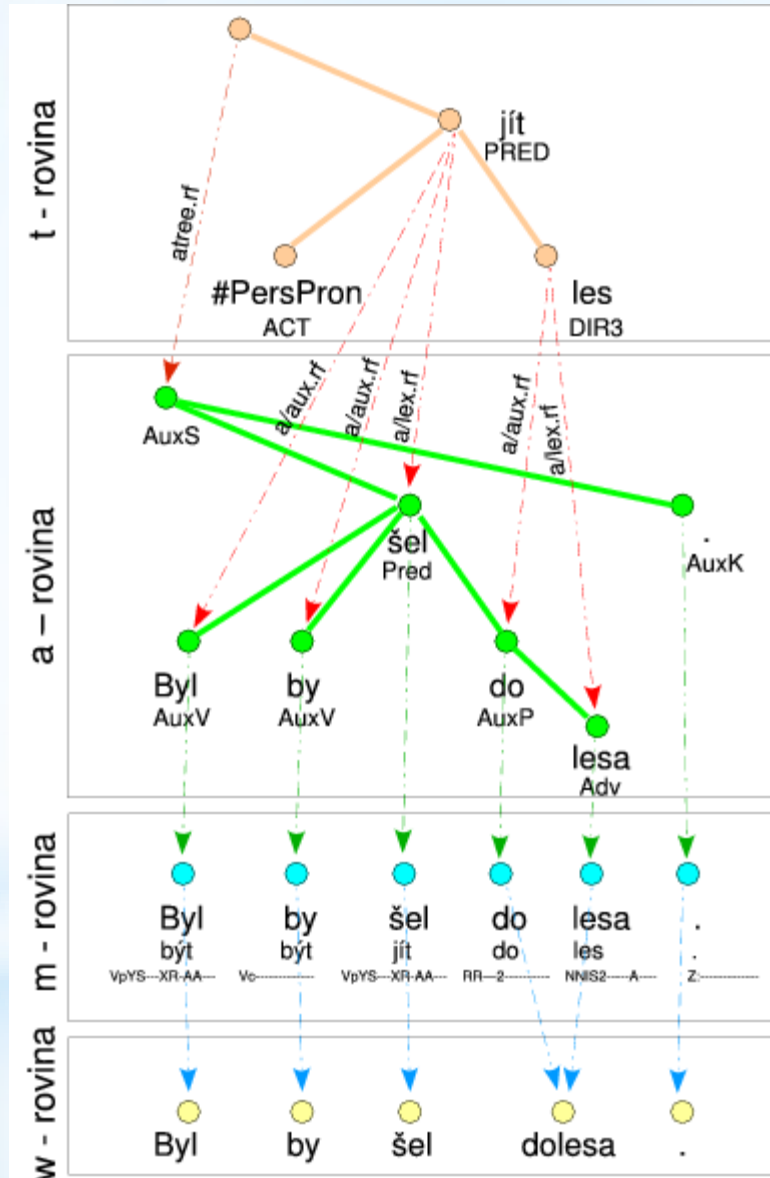 t - rovina
jít
PRED
atree.rf
#PersPron
ACT
les
DIR3
a/aux.rf
a/aux.rf
a/lex.rf
a/aux.rf
a/lex.rf
a – rovina
AuxS
šel
Pred
.
AuxK
Byl
AuxV
by
AuxV
do
AuxP
lesa
Adv
m - rovina
Byl by šel do lesa .
být být jít do les .
VpYS---XR-AA--- Vc------------- VpYS---XR-AA--- RR--2---------- NNIS2-----A---- Z:-------------
w - rovina
Byl by šel dolesa .